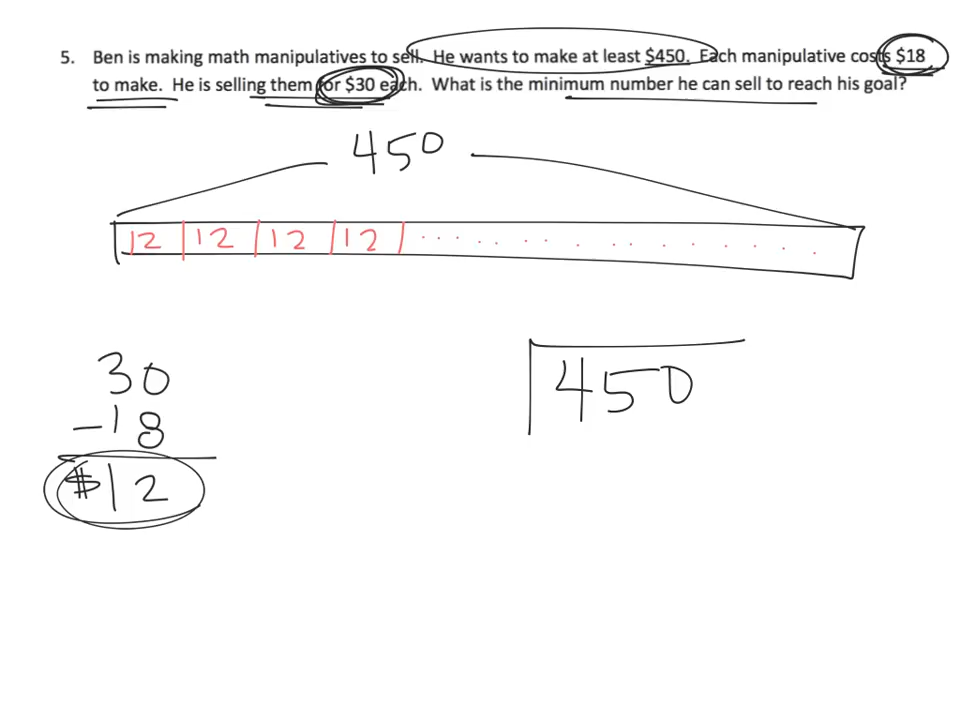 5. Ben is making math manipulatives to sell. He wants to make at least $450. Each manipulative costs $18
to make. He is selling them for $30 each. What is the minimum number he can sell to reach his goal?
450
12 12 12 12 . . . . . . . . . . . . . . . . . .
30
-18
$12
450